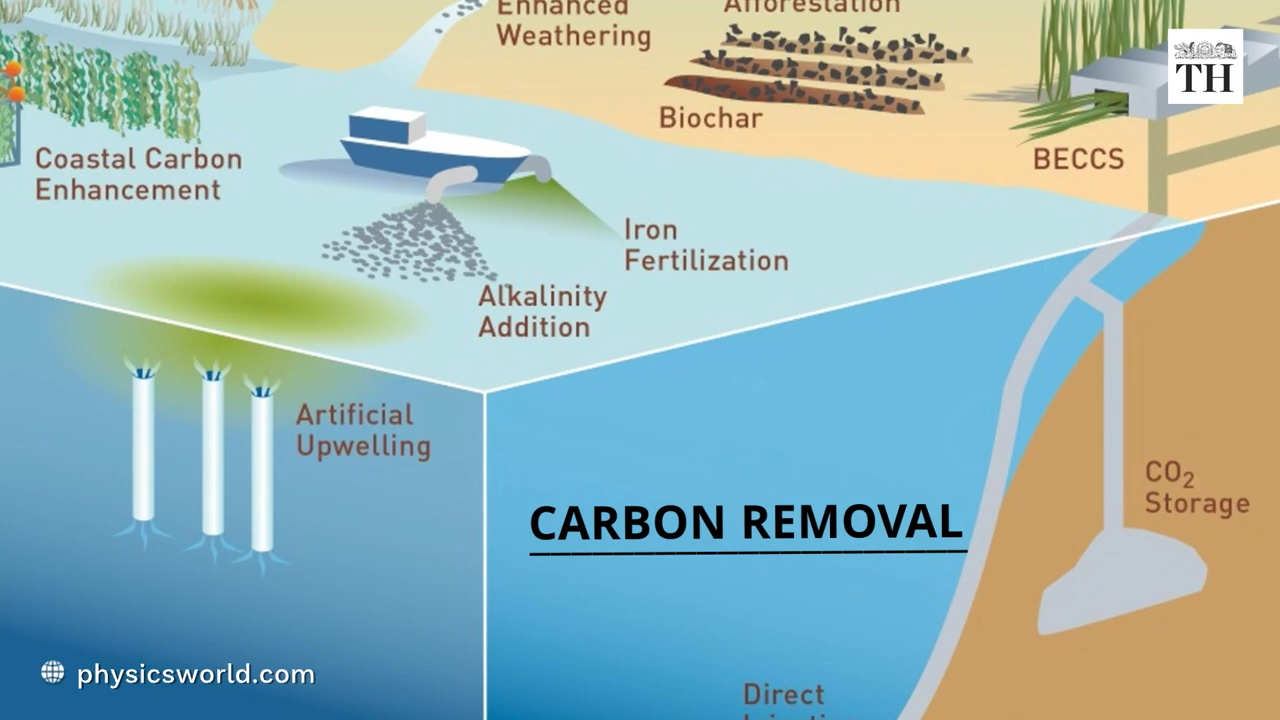 Enhanced
Weathering
Afforestation
TH
Biochar
BECCS
Coastal Carbon
Enhancement
Iron
Fertilization
Alkalinity
Addition
Artificial
Upwelling
CO₂
Storage
CARBON REMOVAL
physicsworld.com
Direct